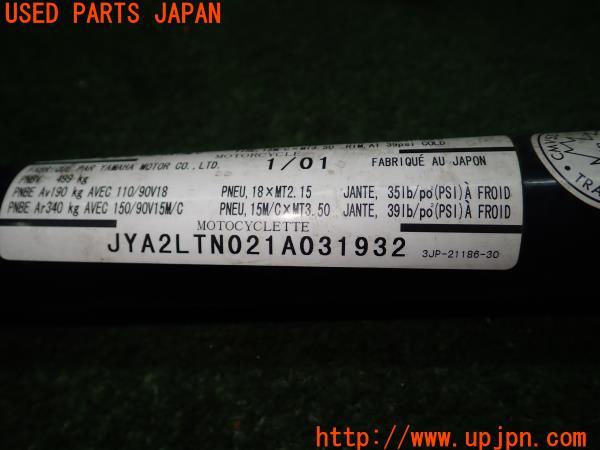 USED PARTS JAPAN
MOTORCYCLE
PAR YAMAHA MOTOR CO., LTD. 1/01 FABRIQUÉ AU JAPON
PNBV 499 kg
PNBE Av190 kg AVEC 110/90V18 PNEU, 18×MT2.15 JANTE, 35lb/po²(PSI)À FROID
PNBE Ar340 kg AVEC 150/90V15M/C PNEU, 15M/C×MT3.50 JANTE, 39lb/po²(PSI)À FROID
MOTOCYCLETTE
JYA2LTN021A031932 3JP-21186-30
UPJ
http://www.upjpn.com/